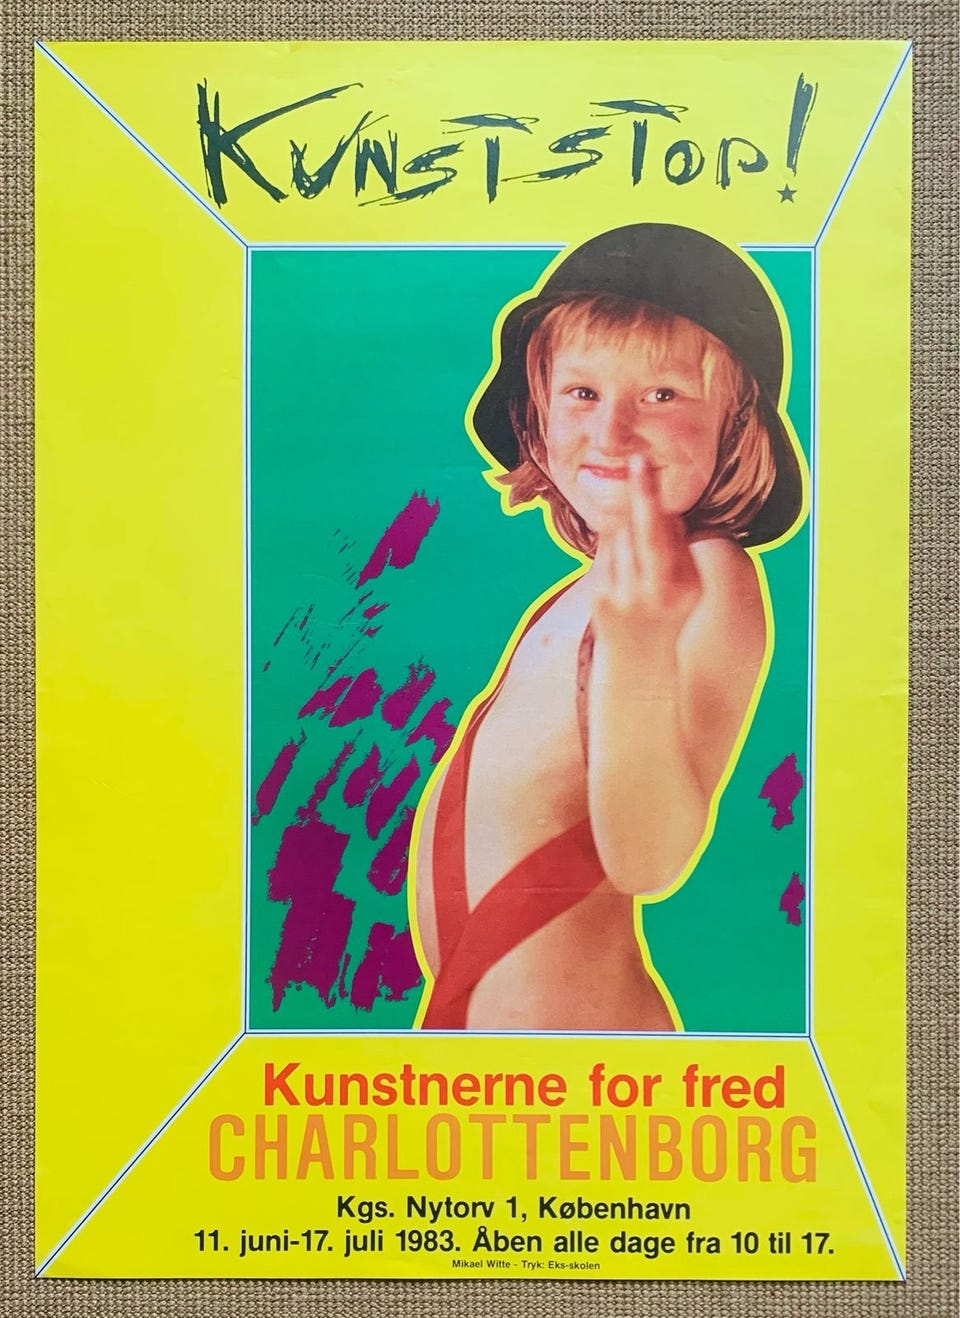 KUNSTSTOP!
Kunstnerne for fred
CHARLOTTENBORG
Kgs. Nytorv 1, København
11. juni-17. juli 1983. Åben alle dage fra 10 til 17.
Mikael Witte - Tryk: Eks-skolen